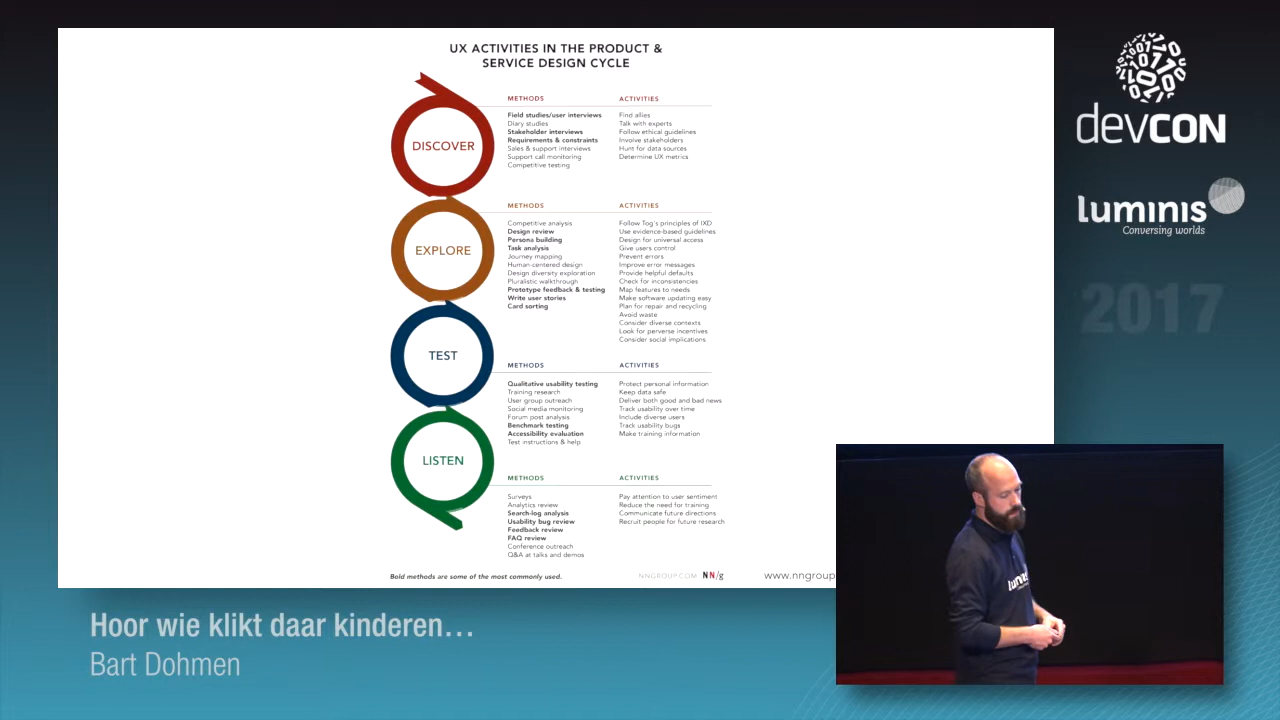 UX ACTIVITIES IN THE PRODUCT &
SERVICE DESIGN CYCLE
DISCOVER
METHODS
Field studies/user interviews
Diary studies
Stakeholder interviews
Requirements & constraints
Sales & support interviews
Support call monitoring
Competitive testing
ACTIVITIES
Find allies
Talk with experts
Follow ethical guidelines
Involve stakeholders
Hunt for data sources
Determine UX metrics
EXPLORE
METHODS
Competitive analysis
Design review
Persona building
Task analysis
Journey mapping
Human-centered design
Design diversity exploration
Pluralistic walkthrough
Prototype feedback & testing
Write user stories
Card sorting
ACTIVITIES
Follow Tog's principles of IXD
Use evidence-based guidelines
Design for universal access
Give users control
Prevent errors
Improve error messages
Provide helpful defaults
Check for inconsistencies
Map features to needs
Make software updating easy
Plan for repair and recycling
Avoid waste
Consider diverse contexts
Look for perverse incentives
Consider social implications
TEST
METHODS
Qualitative usability testing
Training research
User group outreach
Social media monitoring
Forum post analysis
Benchmark testing
Accessibility evaluation
Test instructions & help
ACTIVITIES
Protect personal information
Keep data safe
Deliver both good and bad news
Track usability over time
Include diverse users
Track usability bugs
Make training information
LISTEN
METHODS
Surveys
Analytics review
Search-log analysis
Usability bug review
Feedback review
FAQ review
Conference outreach
Q&A at talks and demos
ACTIVITIES
Pay attention to user sentiment
Reduce the need for training
Communicate future directions
Recruit people for future research
Bold methods are some of the most commonly used.
NNGROUP.COM NN/g
www.nngroup
devCON
luminis
Conversing worlds
2017
Hoor wie klikt daar kinderen...
Bart Dohmen